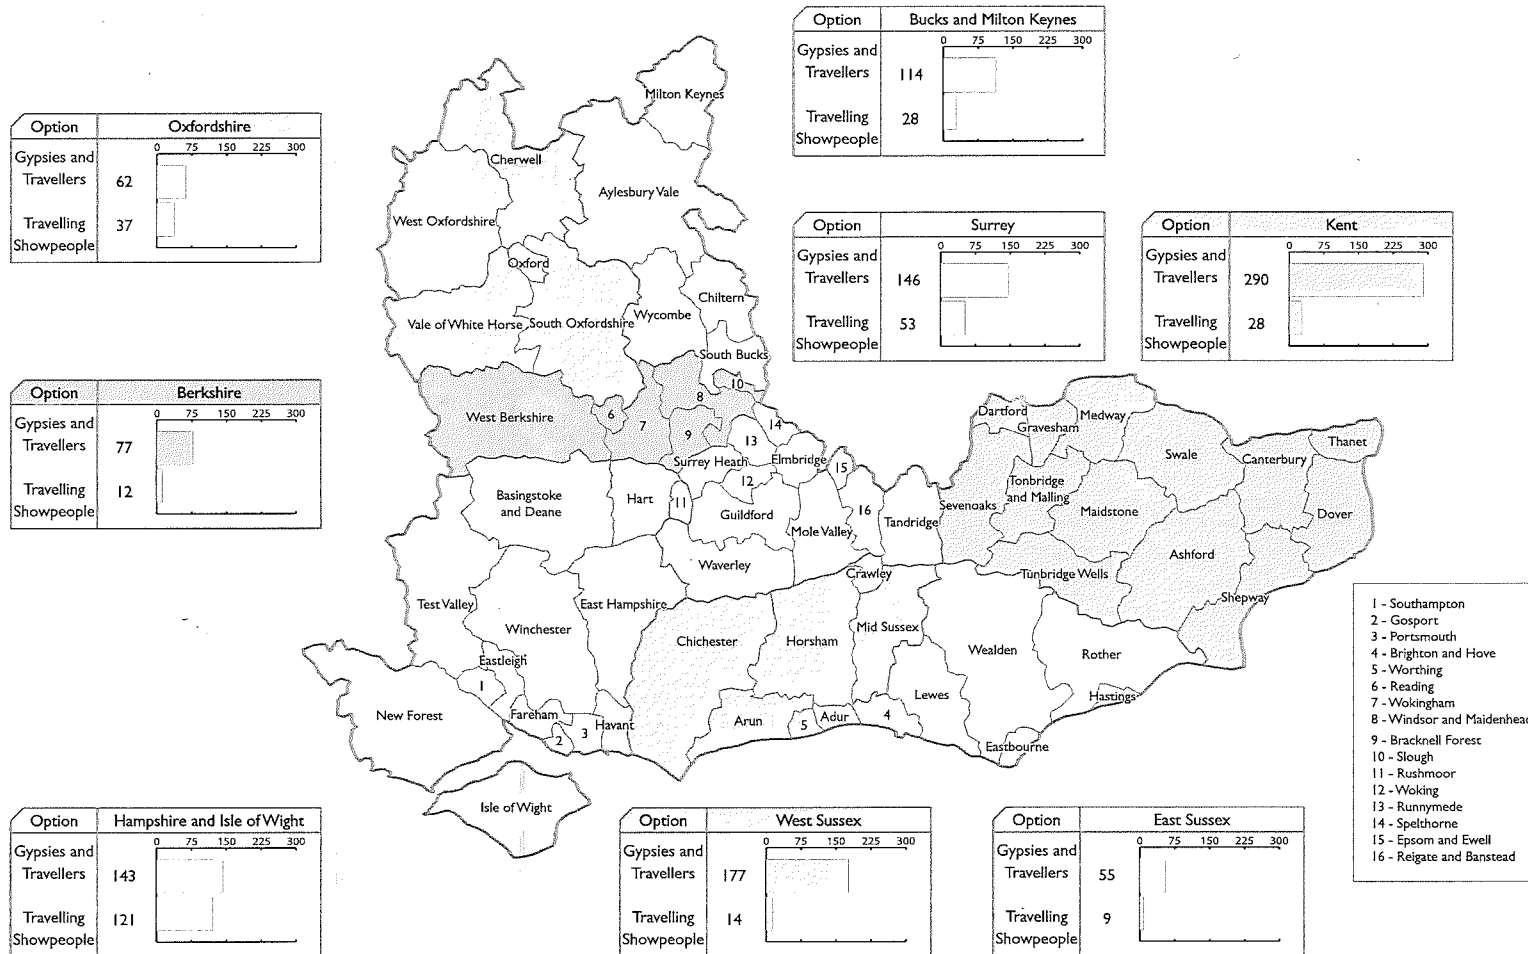 Option Bucks and Milton Keynes
0 75 150 225 300
Gypsies and
Travellers 114
Travelling 28
Showpeople
Option Oxfordshire
0 75 150 225 300
Gypsies and
Travellers 62
Travelling 37
Showpeople
Option Surrey
0 75 150 225 300
Gypsies and
Travellers 146
Travelling 53
Showpeople
Option Kent
0 75 150 225 300
Gypsies and
Travellers 290
Travelling 28
Showpeople
Option Berkshire
0 75 150 225 300
Gypsies and
Travellers 77
Travelling 12
Showpeople
Milton Keynes
Cherwell
Aylesbury Vale
West Oxfordshire
Oxford
Chiltern
Vale of White Horse
South Oxfordshire
Wycombe
South Bucks
10
8
West Berkshire
6
7
9
14
13
Surrey Heath
Elmbridge
15
12
Basingstoke
and Deane
Hart
11
Guildford
16
Mole Valley
Tandridge
Waverley
Crawley
Dartford
Gravesham
Medway
Swale
Canterbury
Thanet
Sevenoaks
Tonbridge
and Malling
Maidstone
Dover
Ashford
Tunbridge Wells
Shepway
Test Valley
East Hampshire
Winchester
Chichester
Horsham
Mid Sussex
Wealden
Rother
Eastleigh
1
Lewes
Hastings
New Forest
Fareham
2
3
Havant
Arun
5
Adur
4
Eastbourne
Isle of Wight
1 - Southampton
2 - Gosport
3 - Portsmouth
4 - Brighton and Hove
5 - Worthing
6 - Reading
7 - Wokingham
8 - Windsor and Maidenhead
9 - Bracknell Forest
10 - Slough
11 - Rushmoor
12 - Woking
13 - Runnymede
14 - Spelthorne
15 - Epsom and Ewell
16 - Reigate and Banstead
Option Hampshire and Isle of Wight
0 75 150 225 300
Gypsies and
Travellers 143
Travelling 121
Showpeople
Option West Sussex
0 75 150 225 300
Gypsies and
Travellers 177
Travelling 14
Showpeople
Option East Sussex
0 75 150 225 300
Gypsies and
Travellers 55
Travelling 9
Showpeople